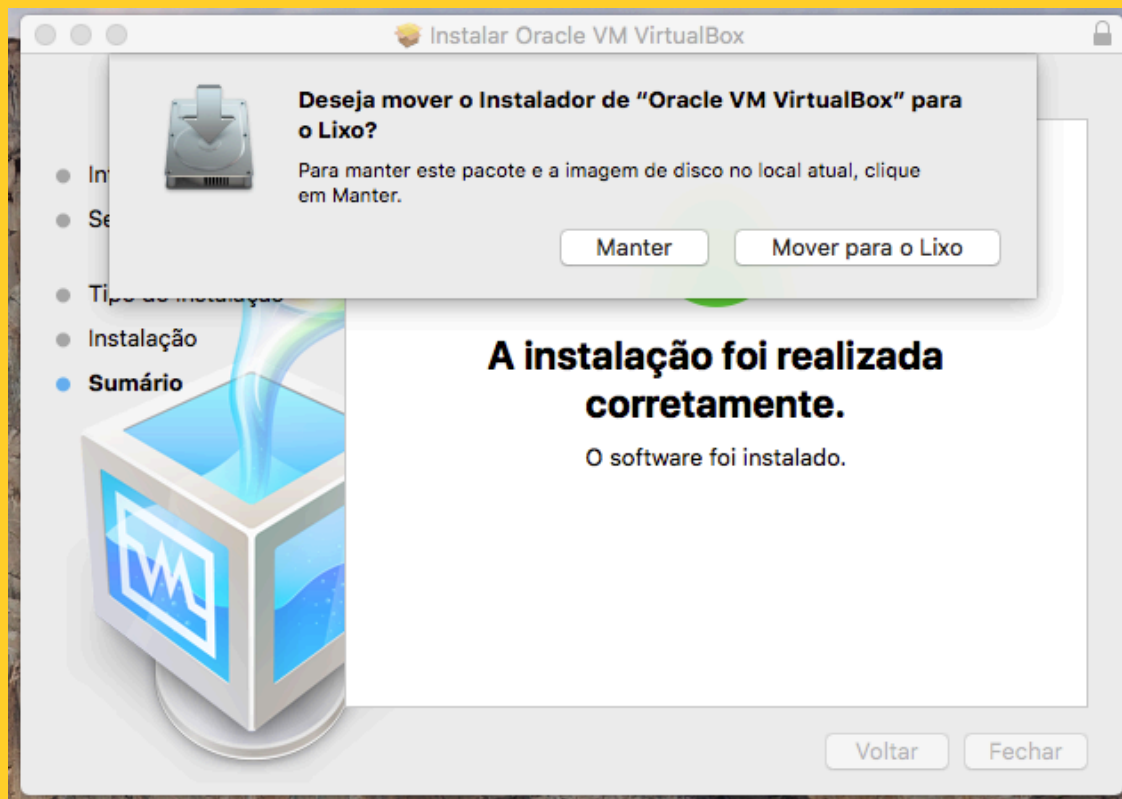 Instalar Oracle VM VirtualBox
Deseja mover o Instalador de “Oracle VM VirtualBox” para
o Lixo?
Para manter este pacote e a imagem de disco no local atual, clique
em Manter.
Manter
Mover para o Lixo
Instalação
Sumário
A instalação foi realizada
corretamente.
O software foi instalado.
Voltar
Fechar